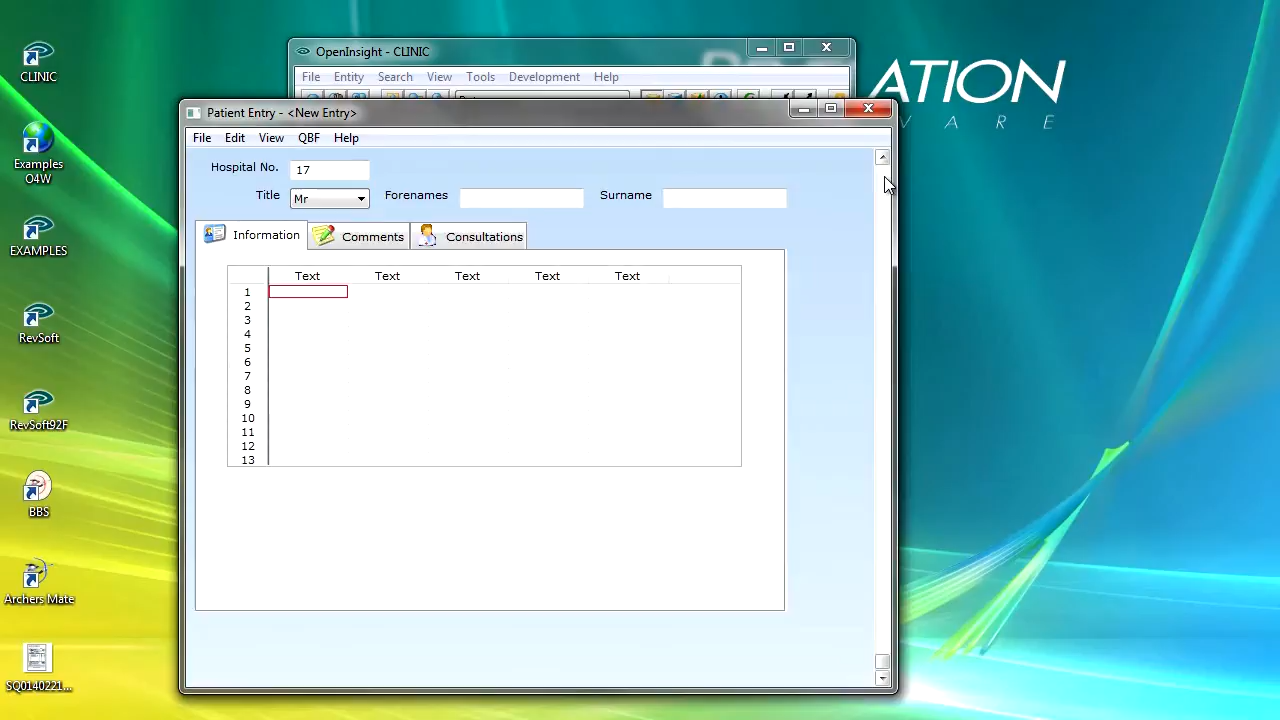 CLINIC
Examples
O4W
EXAMPLES
RevSoft
RevSoft92F
BBS
Archers Mate
SQ0140221...
ATION
W A R E
OpenInsight - CLINIC
File Entity Search View Tools Development Help
Patient Entry - <New Entry>
File Edit View QBF Help
Hospital No. 17
Title Mr Forenames Surname
Information Comments Consultations
Text Text Text Text Text
1
2
3
4
5
6
7
8
9
10
11
12
13